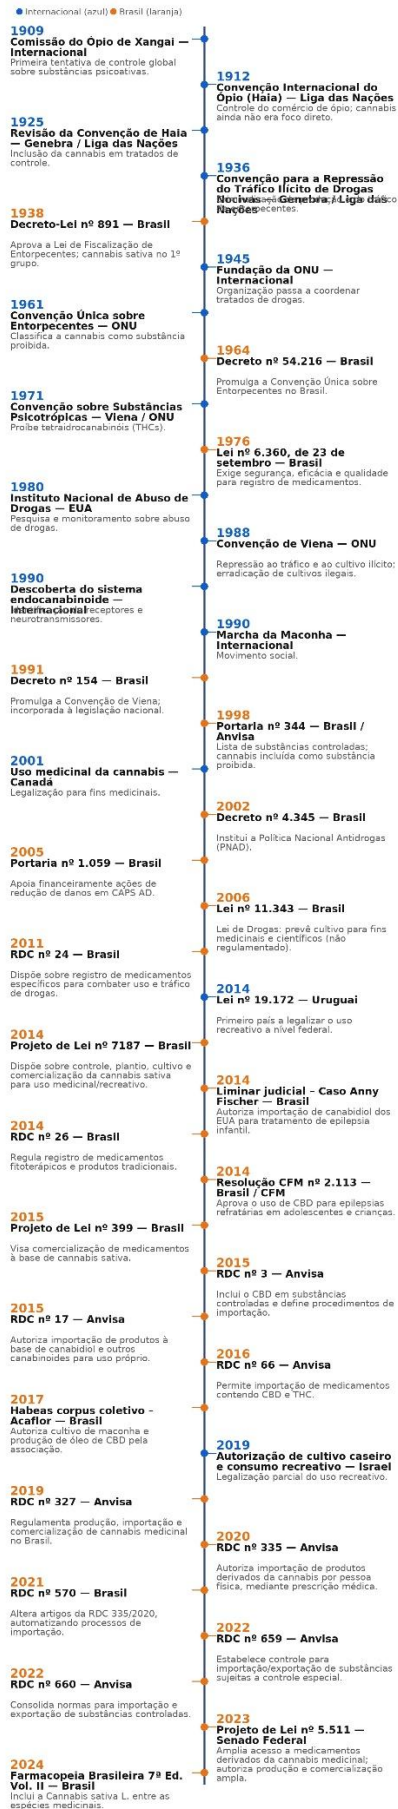 Internacional (azul) Brasil (laranja)
1909
Comissão do Ópio de Xangai —
Internacional
Primeira tentativa de controle global
sobre substâncias psicoativas.
1912
Convenção Internacional do
Ópio (Haia) — Liga das Nações
Controle do comércio de ópio; cannabis
ainda não era foco direto.
1925
Revisão da Convenção de Haia
— Genebra / Liga das Nações
Inclusão da cannabis em tratados de
controle.
1936
Convenção para a Repressão
do Tráfico Ilícito de Drogas
Nocivas — Genebra / Liga das
Nações
entorpecentes.
1938
Decreto-Lei nº 891 — Brasil
Aprova a Lei de Fiscalização de
Entorpecentes; cannabis sativa no 1º
grupo.
1945
Fundação da ONU —
Internacional
Organização passa a coordenar
tratados de drogas.
1961
Convenção Única sobre
Entorpecentes — ONU
Classifica a cannabis como substância
proibida.
1964
Decreto nº 54.216 — Brasil
Promulga a Convenção Única sobre
Entorpecentes no Brasil.
1971
Convenção sobre Substâncias
Psicotrópicas — Viena / ONU
Proíbe tetraidrocanabinóis (THCs).
1976
Lei nº 6.360, de 23 de
setembro — Brasil
Exige segurança, eficácia e qualidade
para registro de medicamentos.
1980
Instituto Nacional de Abuso de
Drogas — EUA
Pesquisa e monitoramento sobre abuso
de drogas.
1988
Convenção de Viena — ONU
Repressão ao tráfico e ao cultivo ilícito;
erradicação de cultivos ilegais.
1990
Descoberta do sistema
endocanabinoide —
Internacional
receptores e
neurotransmissores.
1990
Marcha da Maconha —
Internacional
Movimento social.
1991
Decreto nº 154 — Brasil
Promulga a Convenção de Viena;
incorporada à legislação nacional.
1998
Portaria nº 344 — Brasil /
Anvisa
Lista de substâncias controladas;
cannabis incluída como substância
proibida.
2001
Uso medicinal da cannabis —
Canadá
Legalização para fins medicinais.
2002
Decreto nº 4.345 — Brasil
Institui a Política Nacional Antidrogas
(PNAD).
2005
Portaria nº 1.059 — Brasil
Apoia financeiramente ações de
redução de danos em CAPS AD.
2006
Lei nº 11.343 — Brasil
Lei de Drogas: prevê cultivo para fins
medicinais e científicos (não
regulamentado).
2011
RDC nº 24 — Brasil
Dispõe sobre registro de medicamentos
específicos para combater uso e tráfico
de drogas.
2014
Lei nº 19.172 — Uruguai
Primeiro país a legalizar o uso
recreativo a nível federal.
2014
Projeto de Lei nº 7187 — Brasil
Dispõe sobre controle, plantio, cultivo e
comercialização da cannabis sativa
para uso medicinal/recreativo.
2014
Liminar judicial – Caso Anny
Fischer — Brasil
Autoriza importação de canabidiol dos
EUA para tratamento de epilepsia
infantil.
2014
RDC nº 26 — Brasil
Regula registro de medicamentos
fitoterápicos e produtos tradicionais.
2014
Resolução CFM nº 2.113 —
Brasil / CFM
Aprova o uso de CBD para epilepsias
refratárias em adolescentes e crianças.
2015
Projeto de Lei nº 399 — Brasil
Visa comercialização de medicamentos
à base de cannabis sativa.
2015
RDC nº 3 — Anvisa
Inclui o CBD em substâncias
controladas e define procedimentos de
importação.
2015
RDC nº 17 — Anvisa
Autoriza importação de produtos à
base de canabidiol e outros
canabinoides para uso próprio.
2016
RDC nº 66 — Anvisa
Permite importação de medicamentos
contendo CBD e THC.
2017
Habeas corpus coletivo –
Acaflor — Brasil
Autoriza cultivo de maconha e
produção de óleo de CBD pela
associação.
2019
Autorização de cultivo caseiro
e consumo recreativo — Israel
Legalização parcial do uso recreativo.
2019
RDC nº 327 — Anvisa
Regulamenta produção, importação e
comercialização de cannabis medicinal
no Brasil.
2020
RDC nº 335 — Anvisa
Autoriza importação de produtos
derivados da cannabis por pessoa
física, mediante prescrição médica.
2021
RDC nº 570 — Brasil
Altera artigos da RDC 335/2020,
automatizando processos de
importação.
2022
RDC nº 659 — Anvisa
Estabelece controle para
importação/exportação de substâncias
sujeitas a controle especial.
2022
RDC nº 660 — Anvisa
Consolida normas para importação e
exportação de substâncias controladas.
2023
Projeto de Lei nº 5.511 —
Senado Federal
Amplia acesso a medicamentos
derivados da cannabis medicinal;
autoriza produção e comercialização
ampla.
2024
Farmacopeia Brasileira 7ª Ed.
Vol. II — Brasil
Inclui a Cannabis sativa L. entre as
espécies medicinais.